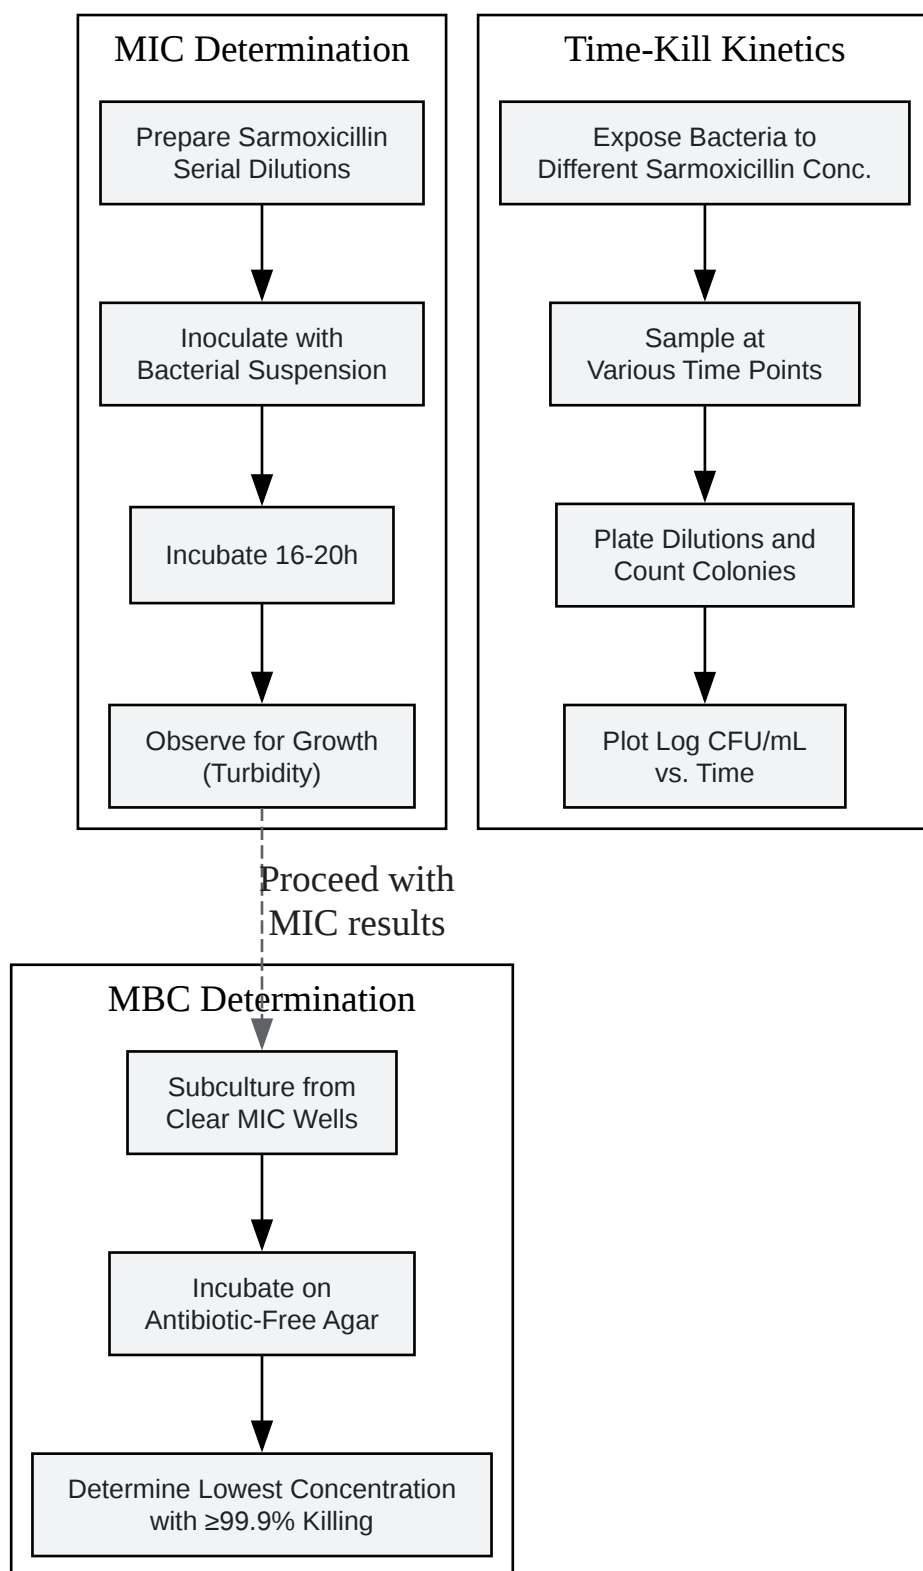 MIC Determination
Prepare Sarmoxicillin
Serial Dilutions
Inoculate with
Bacterial Suspension
Incubate 16-20h
Observe for Growth
(Turbidity)
Time-Kill Kinetics
Expose Bacteria to
Different Sarmoxicillin Conc.
Sample at
Various Time Points
Plate Dilutions and
Count Colonies
Plot Log CFU/mL
vs. Time
Proceed with
MIC results
MBC Determination
Subculture from
Clear MIC Wells
Incubate on
Antibiotic-Free Agar
Determine Lowest Concentration
with ≥99.9% Killing